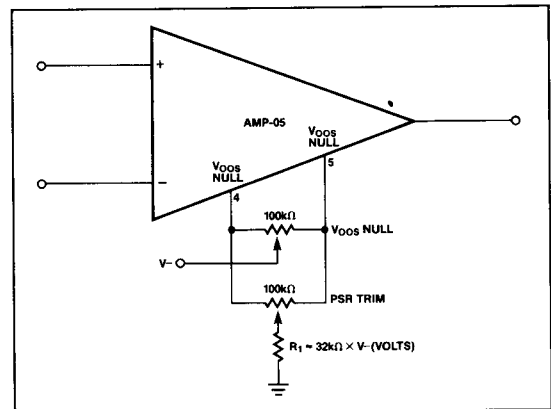 +
AMP-05
VOOS
NULL
VOOS
NULL
−
4
5
100kΩ
VOOS NULL
V−
100kΩ
PSR TRIM
R1 ≈ 32kΩ × V−(VOLTS)